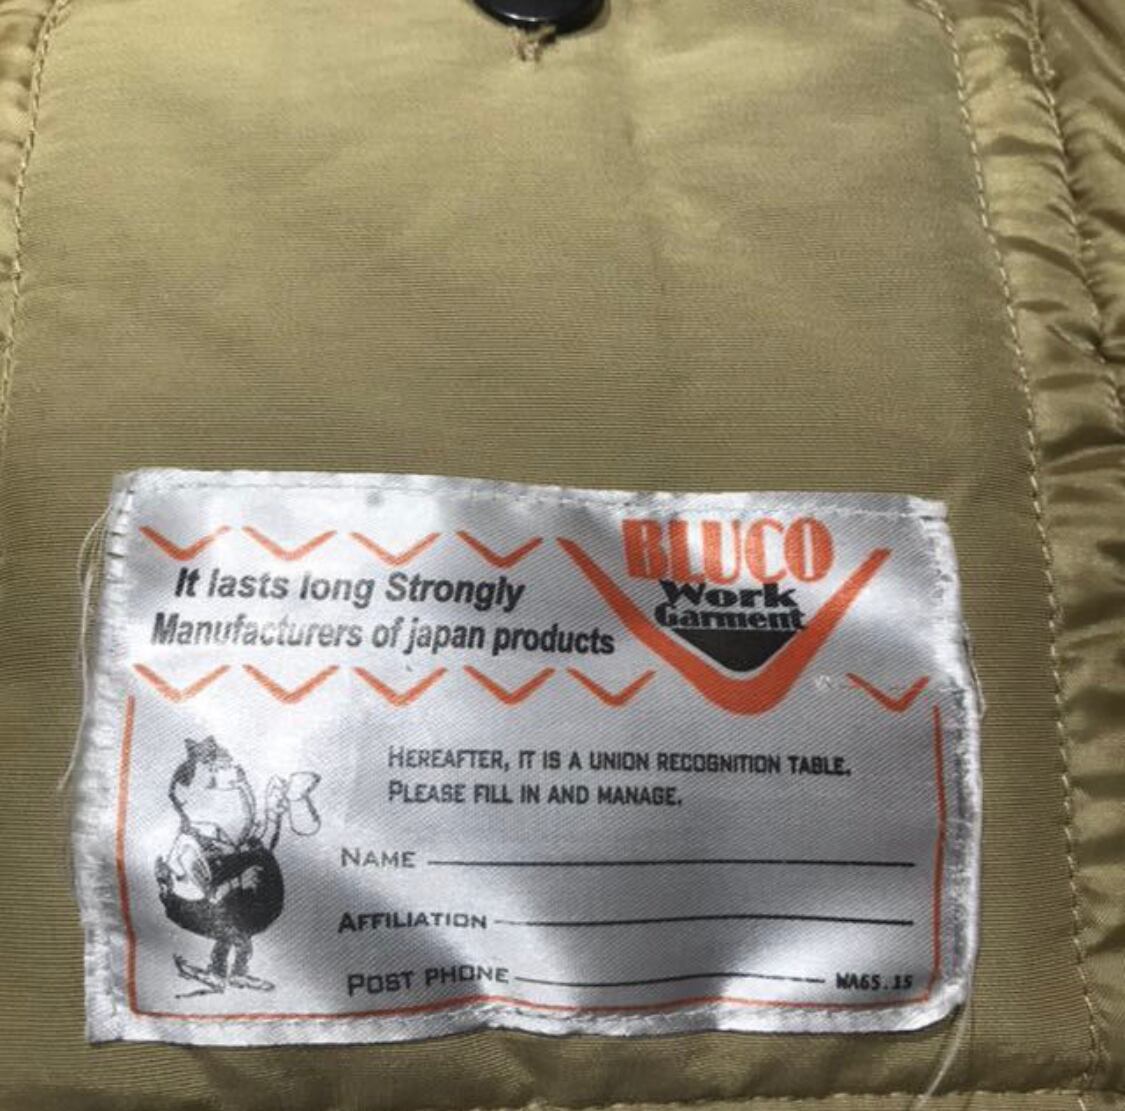 BLUCO
Work
Garment
It lasts long Strongly
Manufacturers of japan products
HEREAFTER, IT IS A UNION RECOGNITION TABLE.
PLEASE FILL IN AND MANAGE.
NAME
AFFILIATION
POST PHONE
WA65.15